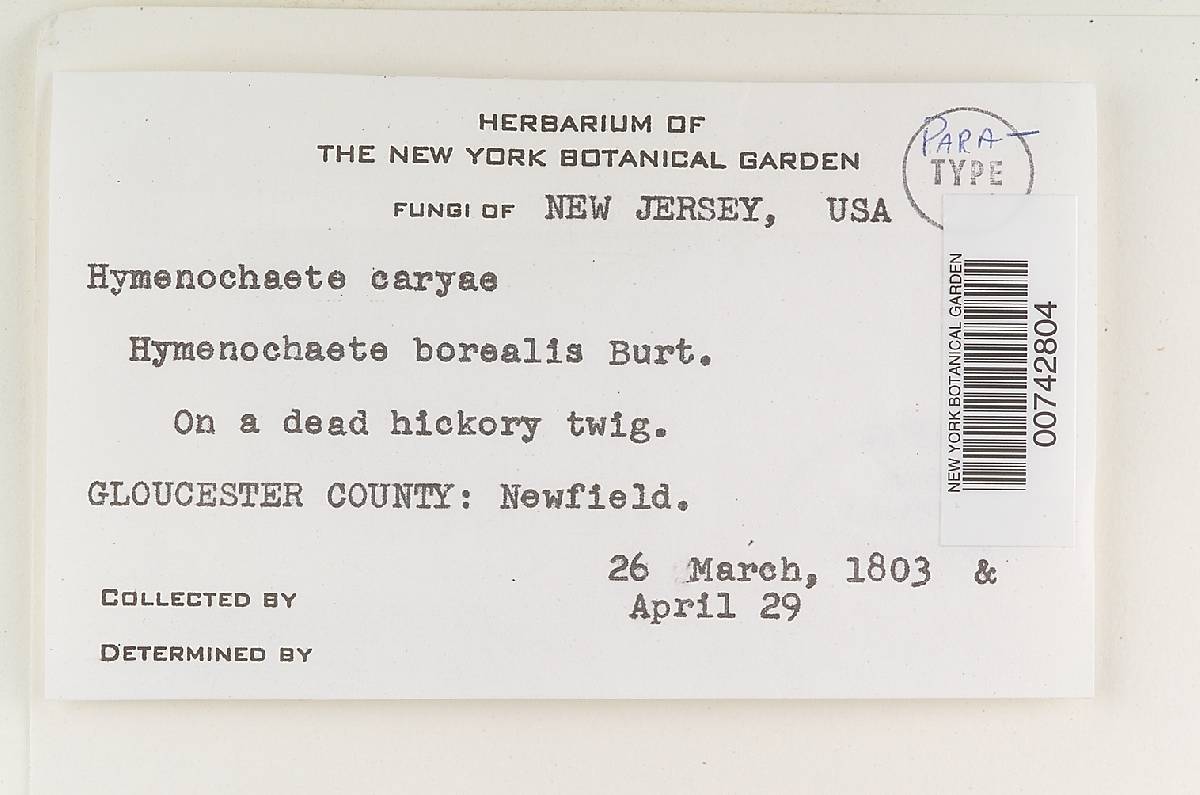 HERBARIUM OF
THE NEW YORK BOTANICAL GARDEN
PARA-
TYPE
FUNGI OF NEW JERSEY, USA
Hymenochaete caryae
Hymenochaete borealis Burt.
On a dead hickory twig.
GLOUCESTER COUNTY: Newfield.
26 March, 1803 &
April 29
COLLECTED BY
DETERMINED BY
NEW YORK BOTANICAL GARDEN
00742804